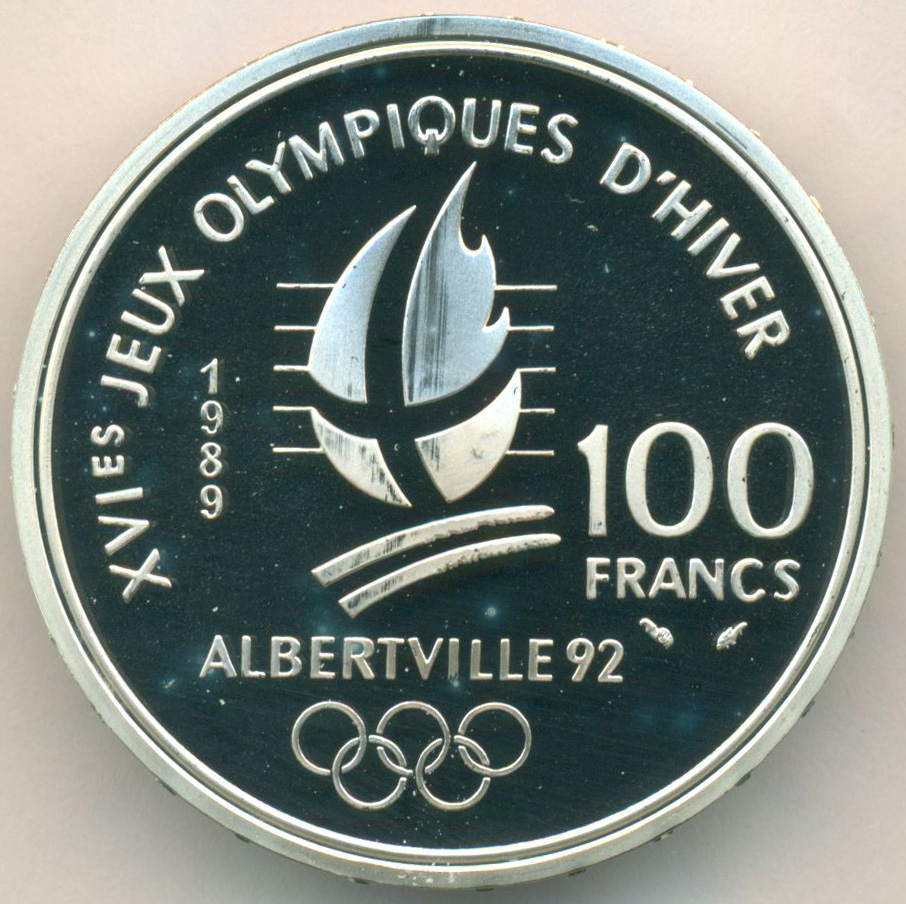 XVIES JEUX OLYMPIQUES D'HIVER
1989
100
FRANCS
ALBERTVILLE 92